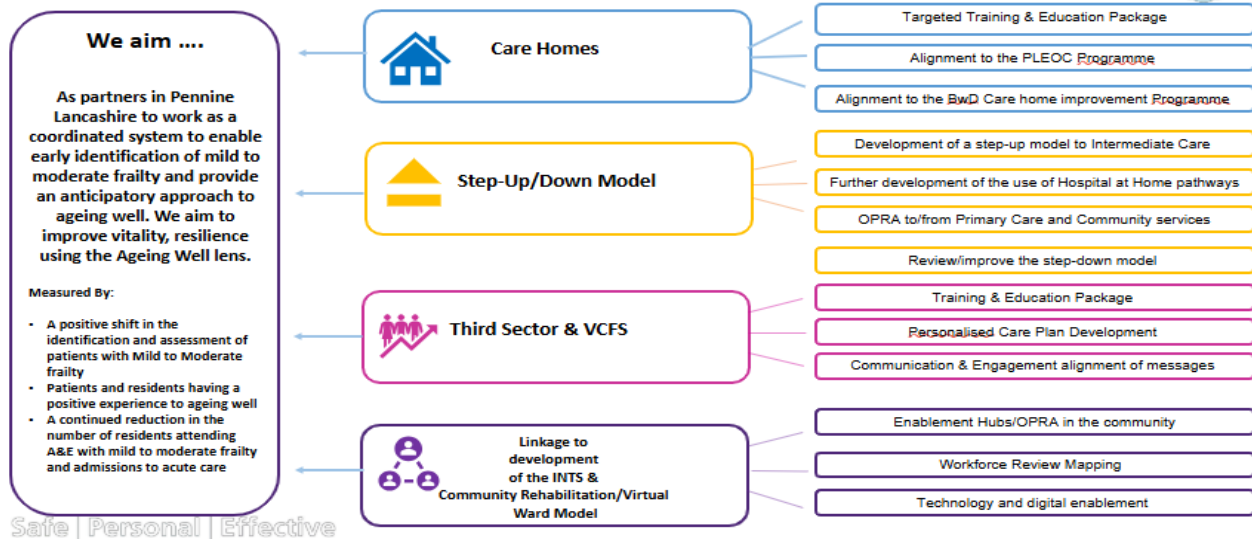 We aim ....
As partners in Pennine
Lancashire to work as a
coordinated system to enable
early identification of mild to
moderate frailty and provide
an anticipatory approach to
ageing well. We aim to
improve vitality, resilience
using the Ageing Well lens.
Measured By:
• A positive shift in the
identification and assessment of
patients with Mild to Moderate
frailty
• Patients and residents having a
positive experience to ageing well
• A continued reduction in the
number of residents attending
A&E with mild to moderate frailty
and admissions to acute care
Care Homes
Targeted Training & Education Package
Alignment to the PLEOC Programme
Alignment to the BwD Care home improvement Programme
Step-Up/Down Model
Development of a step-up model to Intermediate Care
Further development of the use of Hospital at Home pathways
OPRA to/from Primary Care and Community services
Review/improve the step-down model
Third Sector & VCFS
Training & Education Package
Personalised Care Plan Development
Communication & Engagement alignment of messages
Linkage to
development
of the INTS &
Community Rehabilitation/Virtual
Ward Model
Enablement Hubs/OPRA in the community
Workforce Review Mapping
Technology and digital enablement
Safe | Personal | Effective